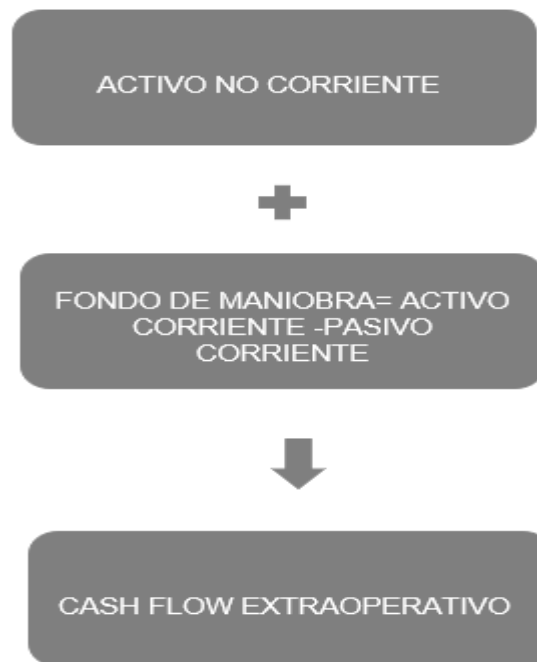 ACTIVO NO CORRIENTE
FONDO DE MANIOBRA= ACTIVO
CORRIENTE -PASIVO
CORRIENTE
CASH FLOW EXTRAOPERATIVO